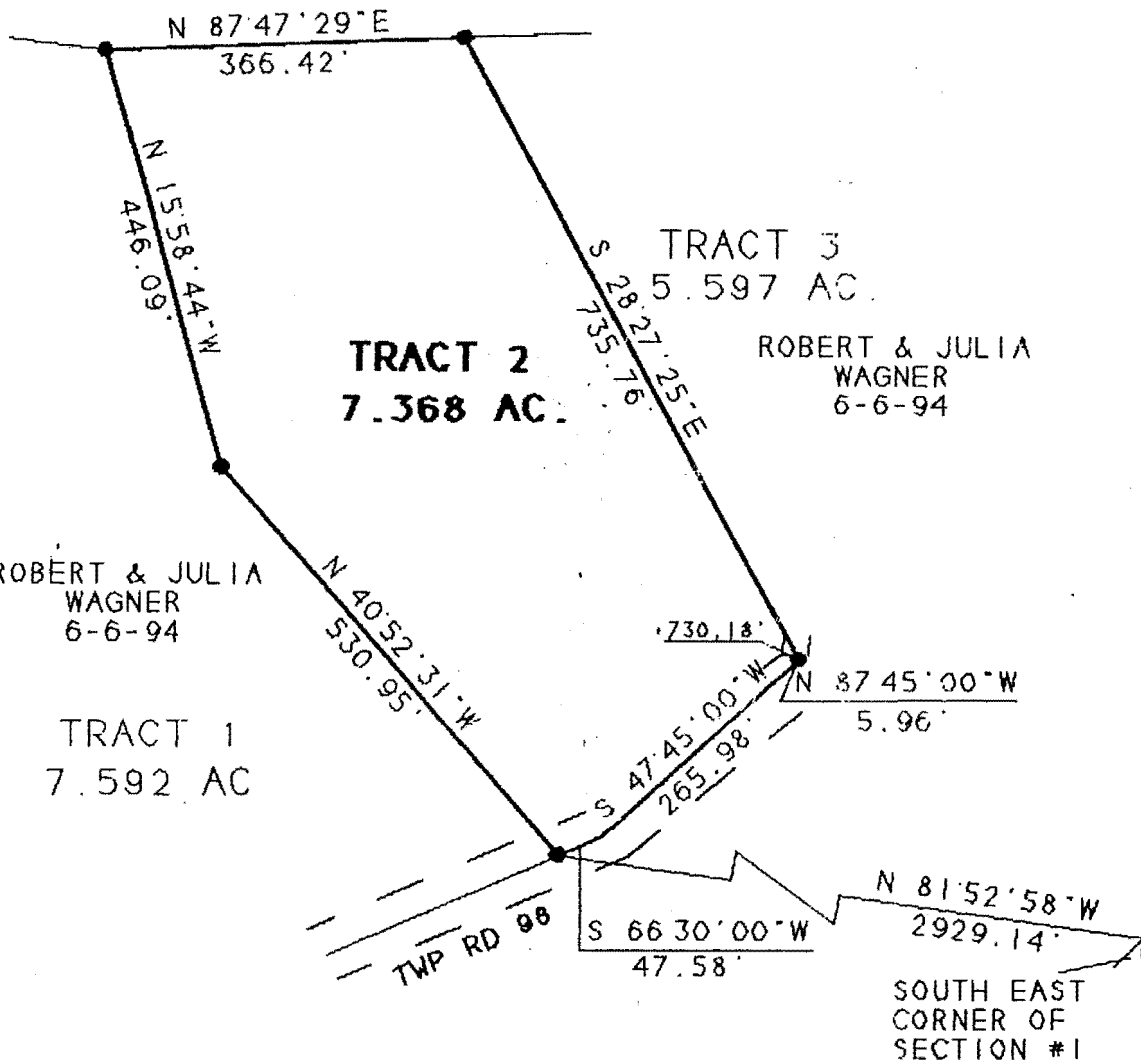 N 87°47'29"E
366.42'
N 15°58'44"W
446.09'
TRACT 3
5.597 AC.
S 28°27'25"E
735.76'
ROBERT & JULIA
WAGNER
6-6-94
TRACT 2
7.368 AC.
ROBERT & JULIA
WAGNER
6-6-94
N 40°52'31"W
530.95'
730.18'
N 87°45'00"W
5.96'
S 47°45'00"W
265.98'
TRACT 1
7.592 AC
S 66°30'00"W
47.58'
TWP RD 98
N 81°52'58"W
2929.14'
SOUTH EAST
CORNER OF
SECTION #1